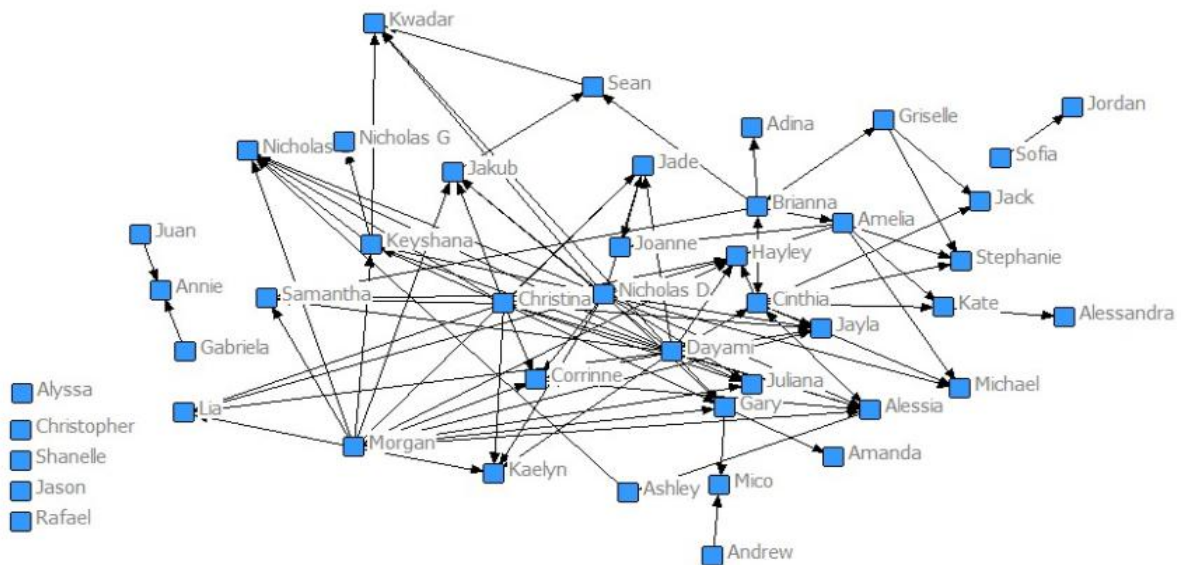 Kwadar
Sean
Jordan
Adina
Griselle
Nicholas G
Nicholas
Sofia
Jakub
Jade
Jack
Brianna
Amelia
Juan
Keyshana
Joanne
Hayley
Stephanie
Annie
Samantha
Christina
Nicholas D
Cinthia
Kate
Alessandra
Jayla
Gabriela
Dayami
Corrinne
Juliana
Michael
Alyssa
Lia
Gary
Alessia
Christopher
Morgan
Amanda
Shanelle
Kaelyn
Mico
Jason
Ashley
Rafael
Andrew